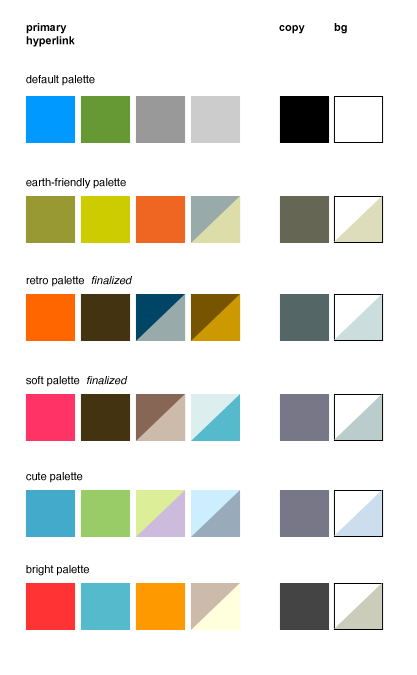 primary
hyperlink
copy
bg
default palette
earth-friendly palette
retro palette finalized
soft palette finalized
cute palette
bright palette